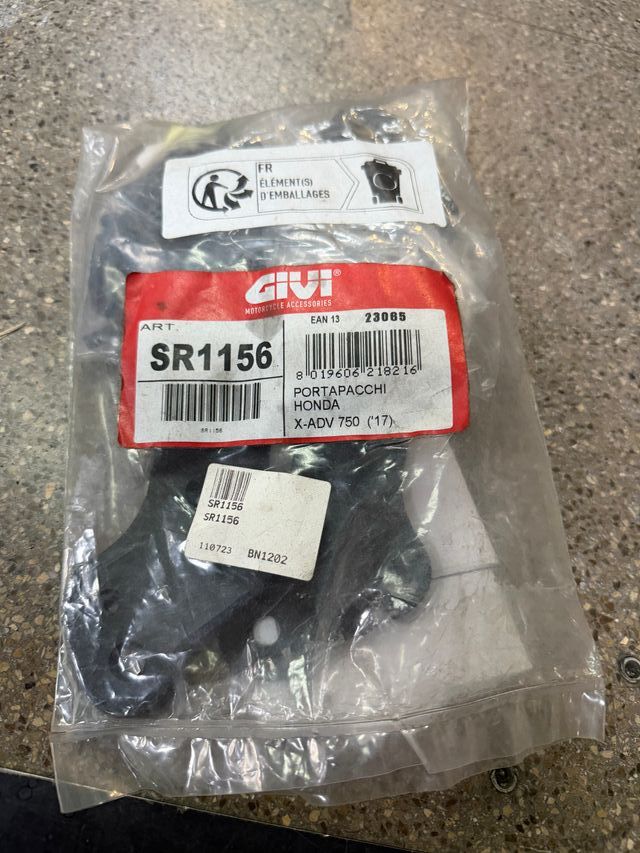 FR
ÉLÉMENT(S)
D'EMBALLAGES
GIVI®
MOTORCYCLE ACCESSORIES
ART.
SR1156
SR1156
EAN 13 23065
8 019606 218216
PORTAPACCHI
HONDA
X-ADV 750 ('17)
SR1156
SR1156
110723 BN1202